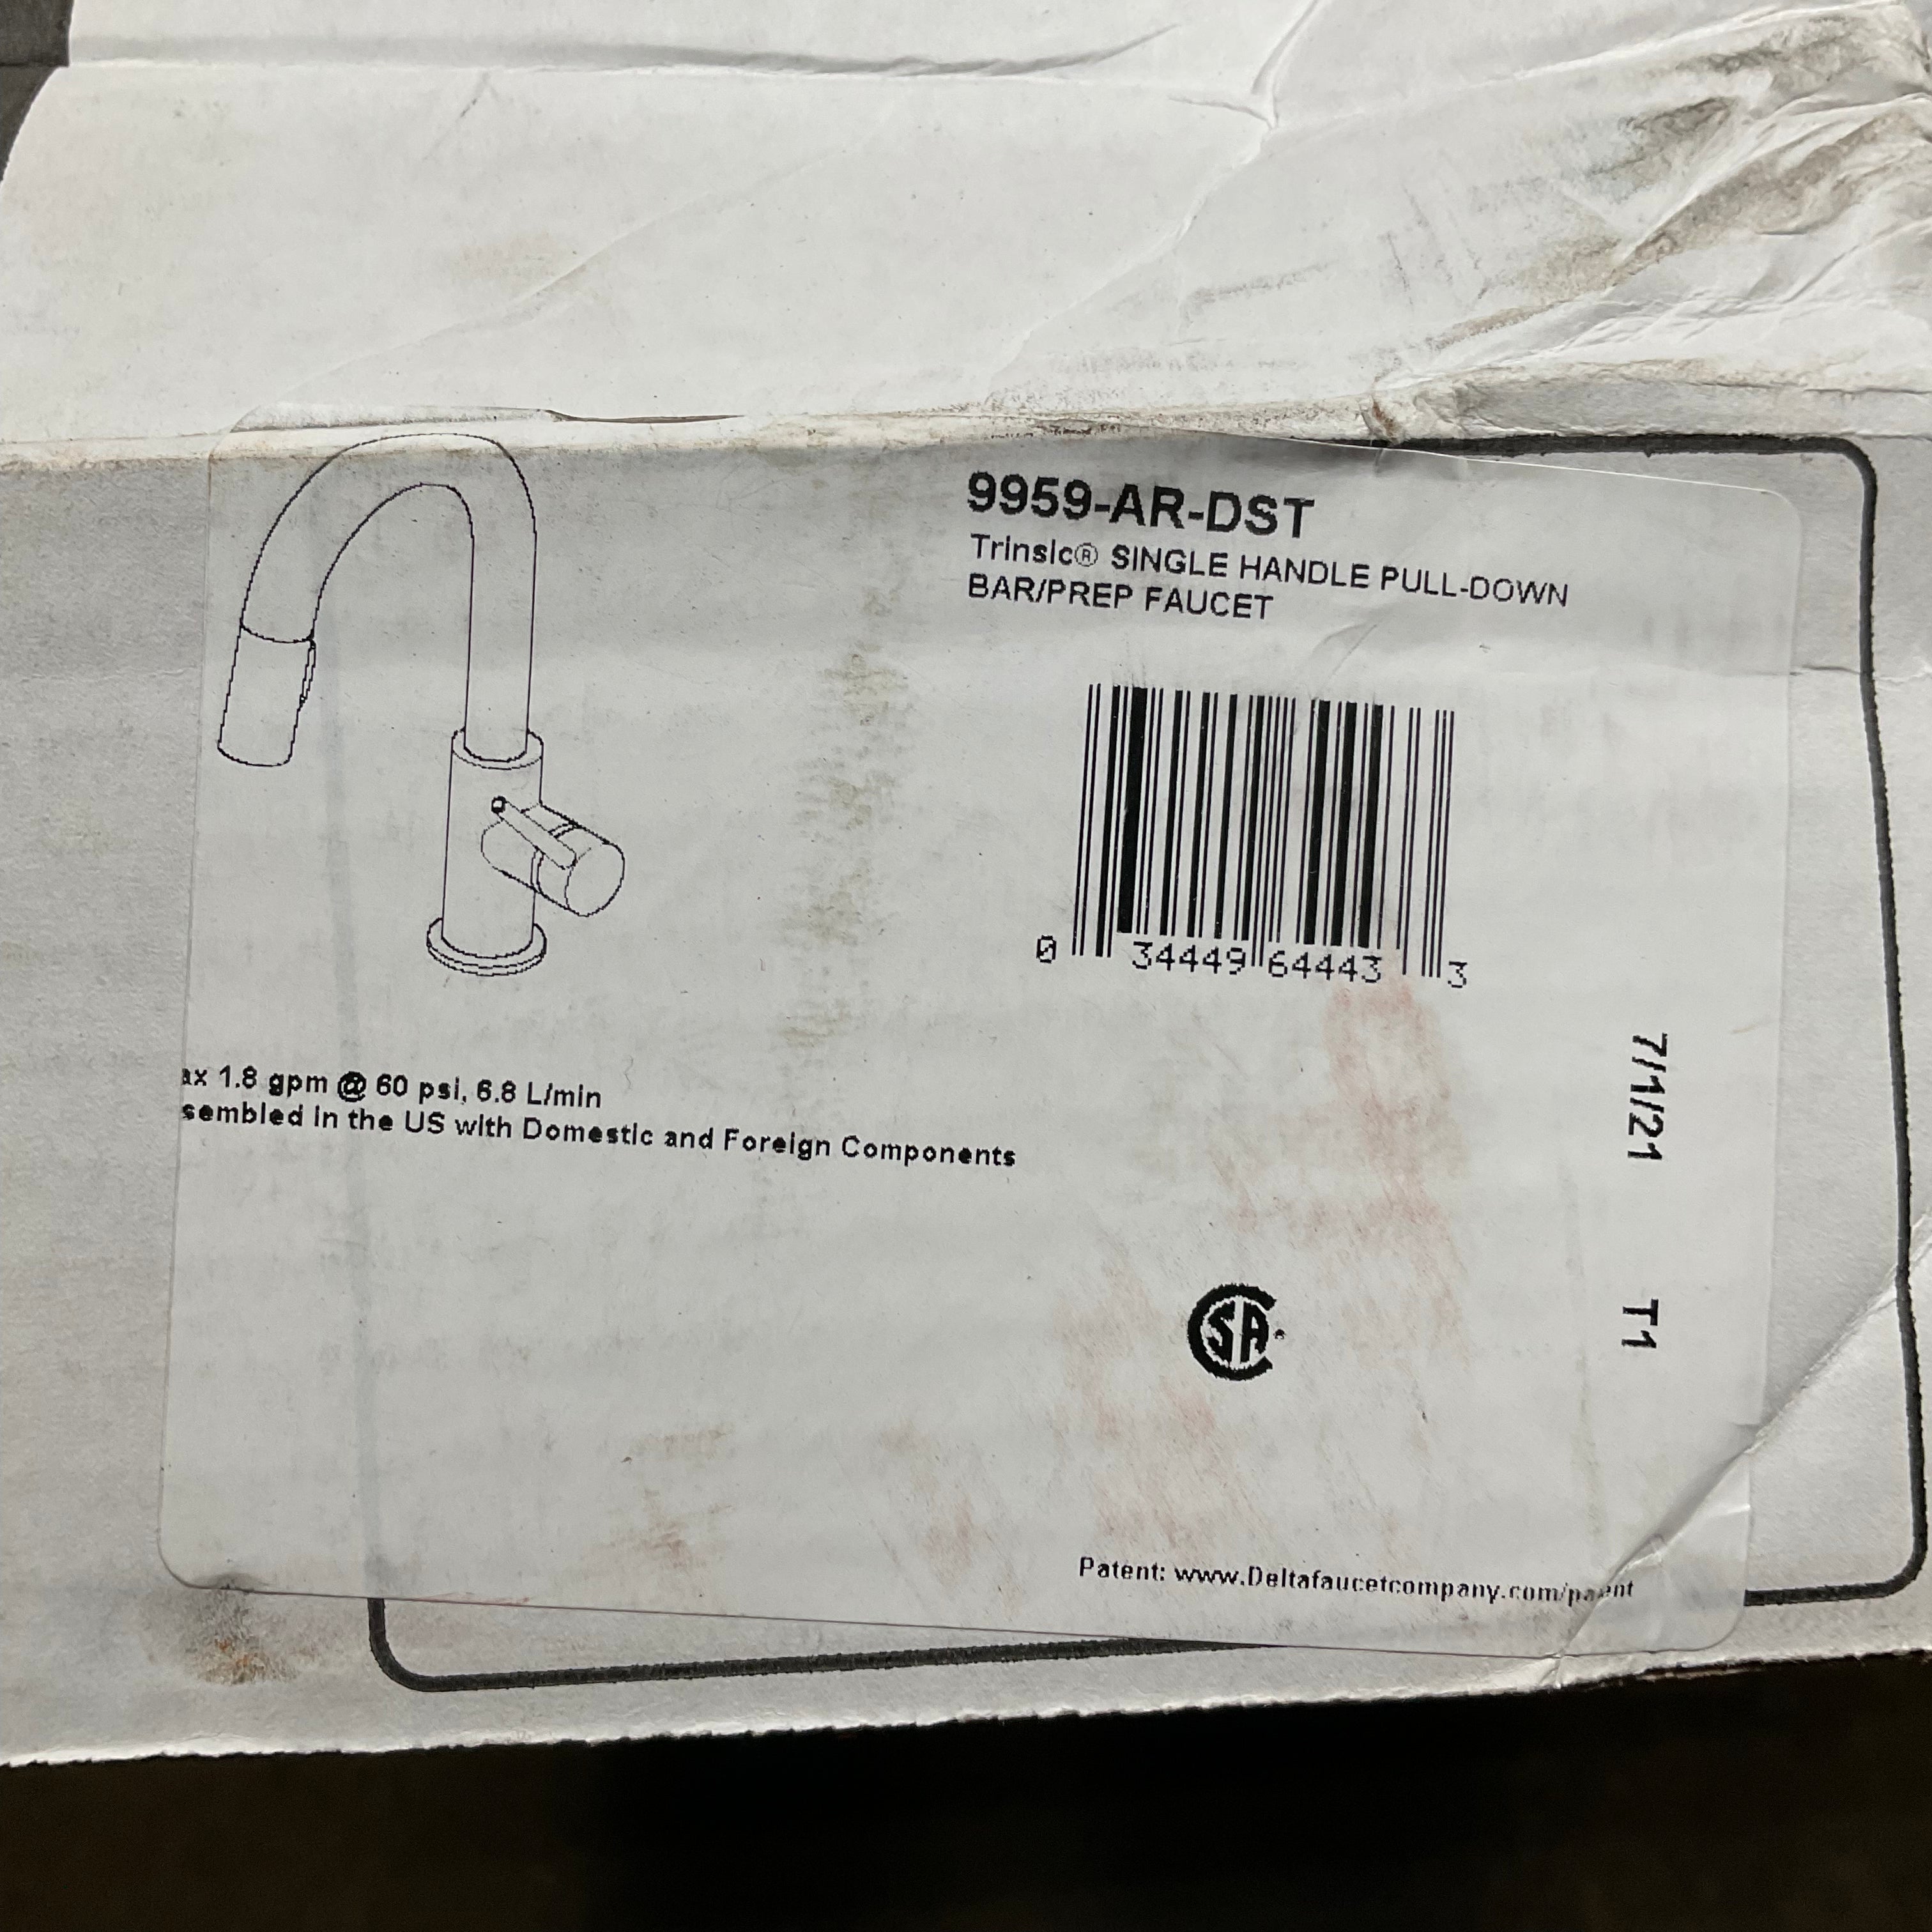 9959-AR-DST
Trinsic® SINGLE HANDLE PULL-DOWN
BAR/PREP FAUCET
0 34449 64443 3
ax 1.8 gpm @ 60 psi, 6.8 L/min
sembled in the US with Domestic and Foreign Components
7/1/21 T1
CSA
Patent: www.Deltafaucetcompany.com/patent